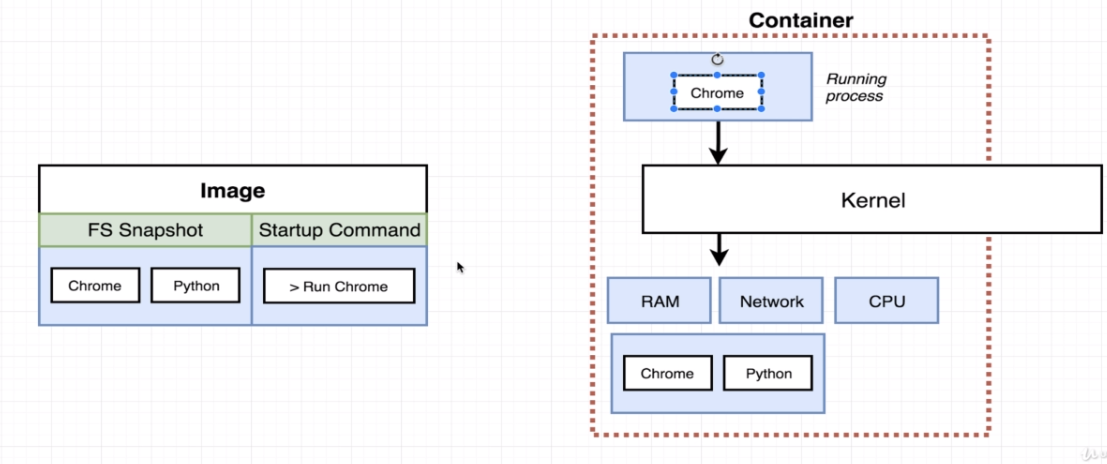 Container
Chrome
Running
process
Image
Kernel
FS Snapshot
Startup Command
Chrome
Python
> Run Chrome
RAM
Network
CPU
Chrome
Python